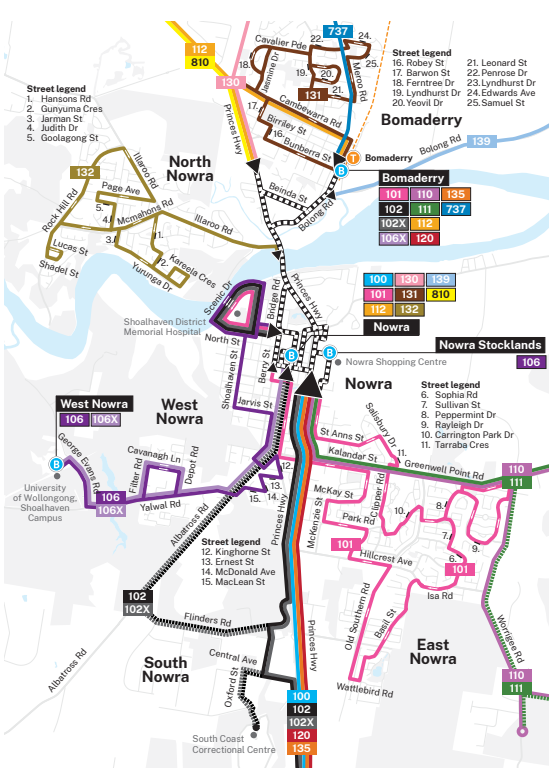 112
810
130
737
Cavalier Pde
22.
24.
18.
Jasmine Dr
19.
20.
21.
23.
25.
Meroo Rd
131
17.
Cambewarra Rd
Birriley St
16.
Bunberra St
Princes Hwy
Street legend
16. Robey St
17. Barwon St
18. Ferntree Dr
19. Lyndhurst Dr
20. Yeovil Dr
21. Leonard St
22. Penrose Dr
23. Lyndhurst Dr
24. Edwards Ave
25. Samuel St
Bomaderry
Bolong Rd
139
T
Bomaderry
B
Bomaderry
101 110 135
102 111 737
102X 112
106X 120
Street legend
1. Hansons Rd
2. Gunyuma Cres
3. Jarman St
4. Judith Dr
5. Goolagong St
North
Nowra
132
Illaroo Rd
Page Ave
5.
4.
Rock Hill Rd
Mcmahons Rd
3.
1.
2.
Illaroo Rd
Lucas St
Shadel St
Yurunga Dr
Kareela Cres
Beinda St
Bolong Rd
Princes Hwy
Bridge Rd
Scenic Dr
Shoalhaven District
Memorial Hospital
North St
100 130 139
101 131 810
112 132
Nowra
Nowra Stocklands
106
B
B
Nowra Shopping Centre
Nowra
Berry St
Shoalhaven St
Jarvis St
West
Nowra
West Nowra
106 106X
B
George Evans Rd
University
of Wollongong,
Shoalhaven
Campus
Cavanagh Ln
Filter Rd
Depot Rd
106
106X
Yalwal Rd
Albatross Rd
12.
13.
14.
15.
Princes Hwy
Street legend
6. Sophia Rd
7. Sullivan St
8. Peppermint Dr
9. Rayleigh Dr
10. Carrington Park Dr
11. Tarraba Cres
St Anns St
Salisbury Dr
11.
Kalandar St
Greenwell Point Rd
110
111
McKay St
McKenzie St
Clipper Rd
Park Rd
10.
8.
7.
9.
6.
101
Hillcrest Ave
101
Isa Rd
Old Southern Rd
Basil St
Wattlebird Rd
East
Nowra
Worrigee Rd
110
111
Street legend
12. Kinghorne St
13. Ernest St
14. McDonald Ave
15. MacLean St
102
102X
Flinders Rd
Central Ave
Oxford St
Albatross Rd
South
Nowra
Princes Hwy
100
102
102X
120
135
South Coast
Correctional Centre